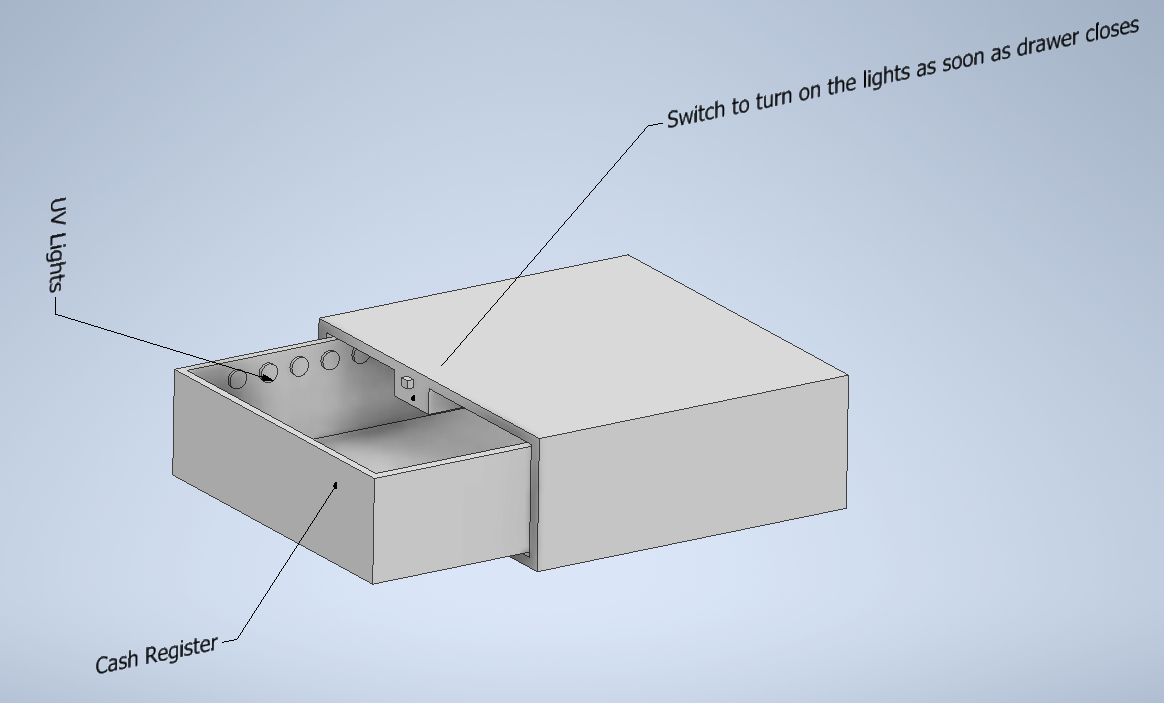 Switch to turn on the lights as soon as drawer closes
UV Lights
Cash Register